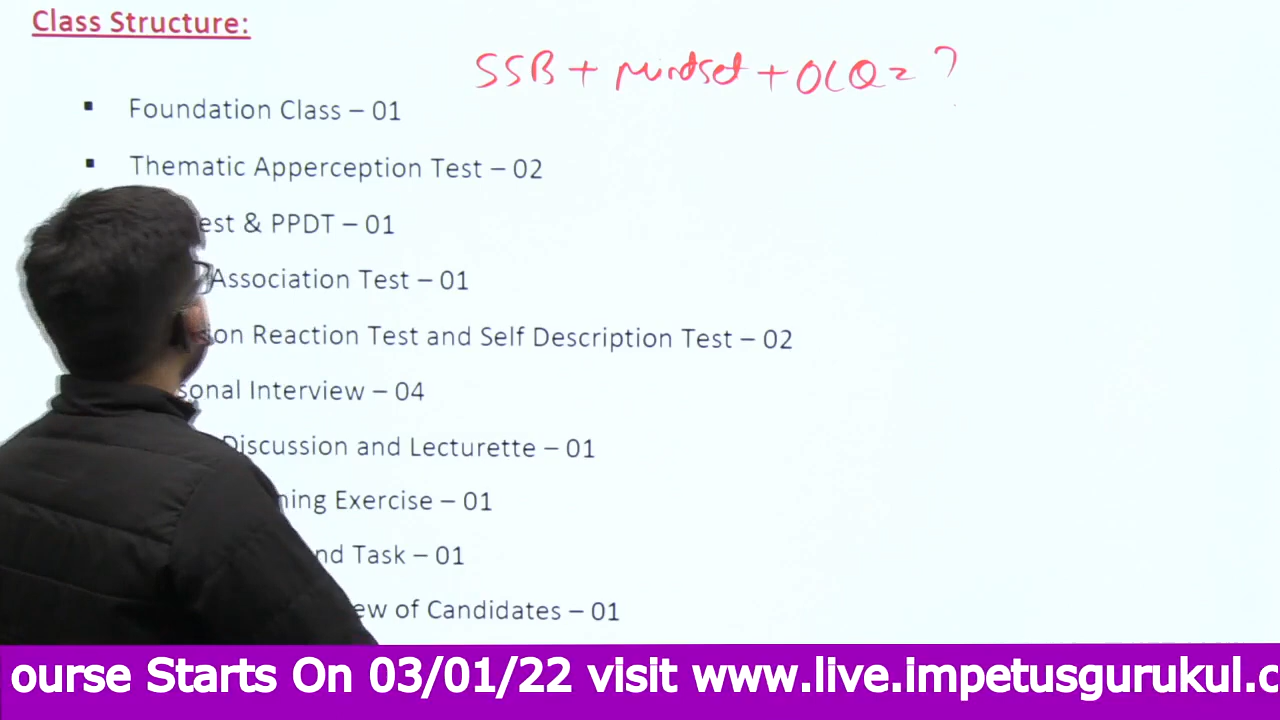 Class Structure:
SSB + mindset + OLQ = ?
▪ Foundation Class – 01
▪ Thematic Apperception Test – 02
est & PPDT – 01
Association Test – 01
on Reaction Test and Self Description Test – 02
sonal Interview – 04
Discussion and Lecturette – 01
ning Exercise – 01
nd Task – 01
ew of Candidates – 01
ourse Starts On 03/01/22 visit www.live.impetusgurukul.c